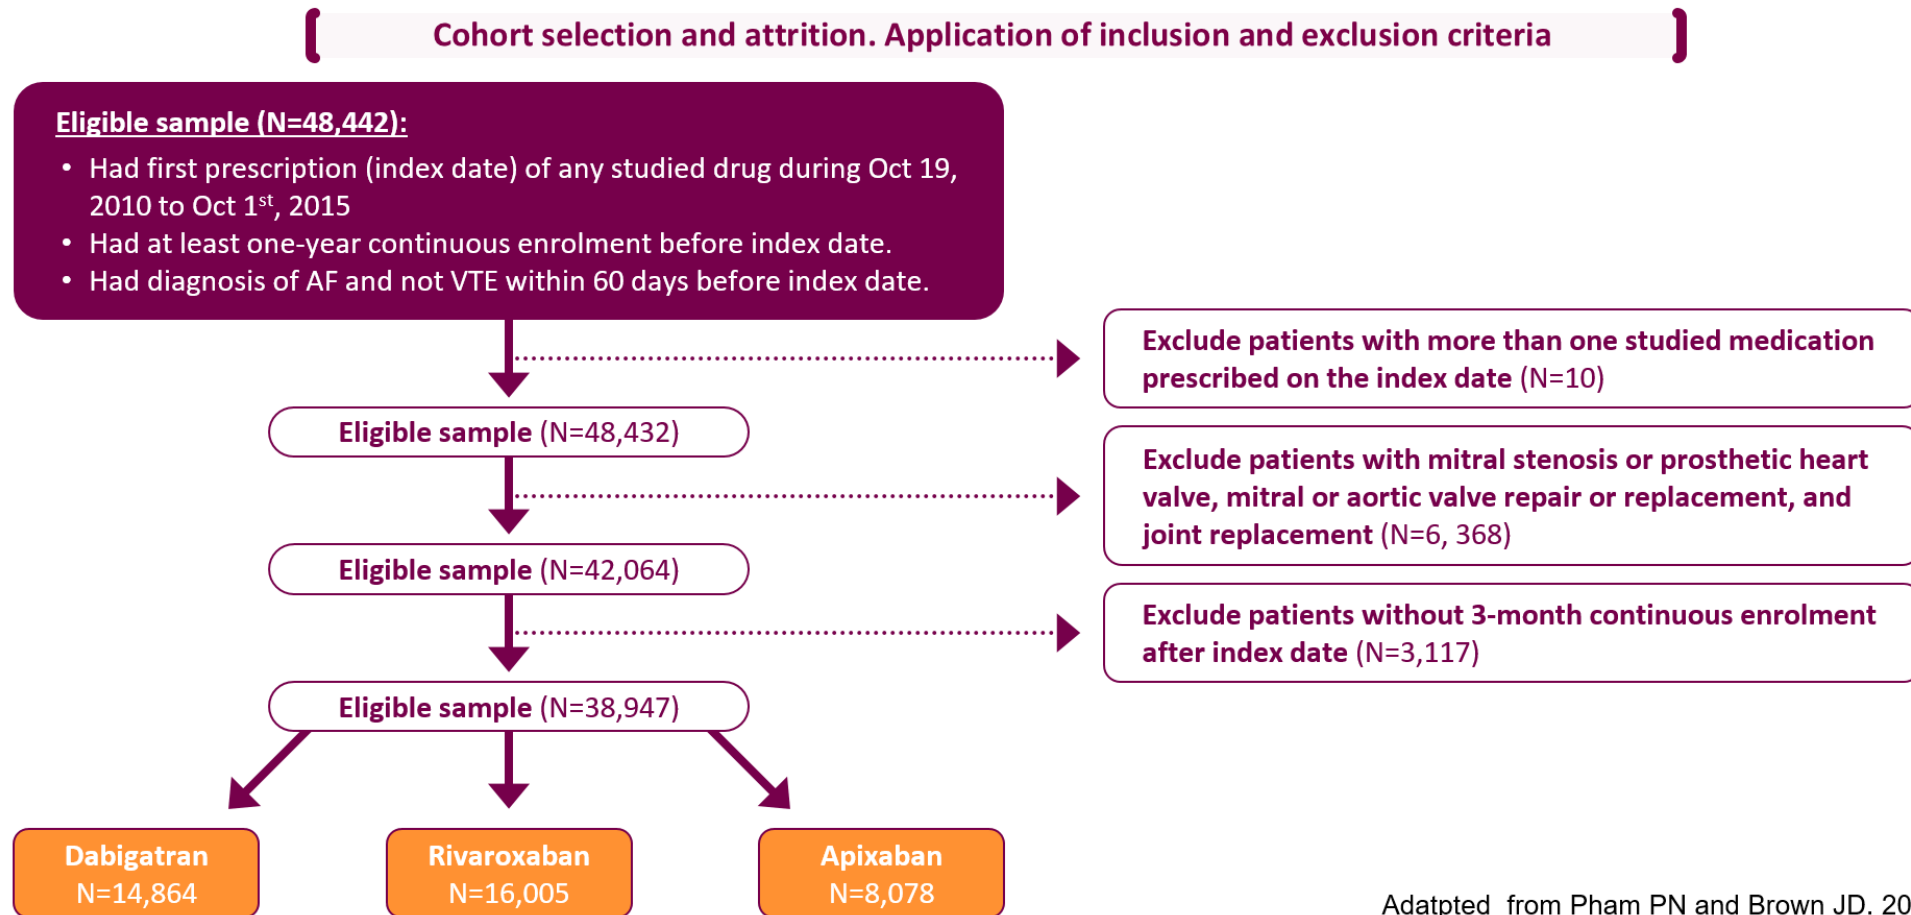 Cohort selection and attrition. Application of inclusion and exclusion criteria
Eligible sample (N=48,442):
• Had first prescription (index date) of any studied drug during Oct 19,
2010 to Oct 1st, 2015
• Had at least one-year continuous enrolment before index date.
• Had diagnosis of AF and not VTE within 60 days before index date.
Exclude patients with more than one studied medication
prescribed on the index date (N=10)
Eligible sample (N=48,432)
Exclude patients with mitral stenosis or prosthetic heart
valve, mitral or aortic valve repair or replacement, and
joint replacement (N=6, 368)
Eligible sample (N=42,064)
Exclude patients without 3-month continuous enrolment
after index date (N=3,117)
Eligible sample (N=38,947)
Dabigatran
N=14,864
Rivaroxaban
N=16,005
Apixaban
N=8,078
Adatpted from Pham PN and Brown JD. 20